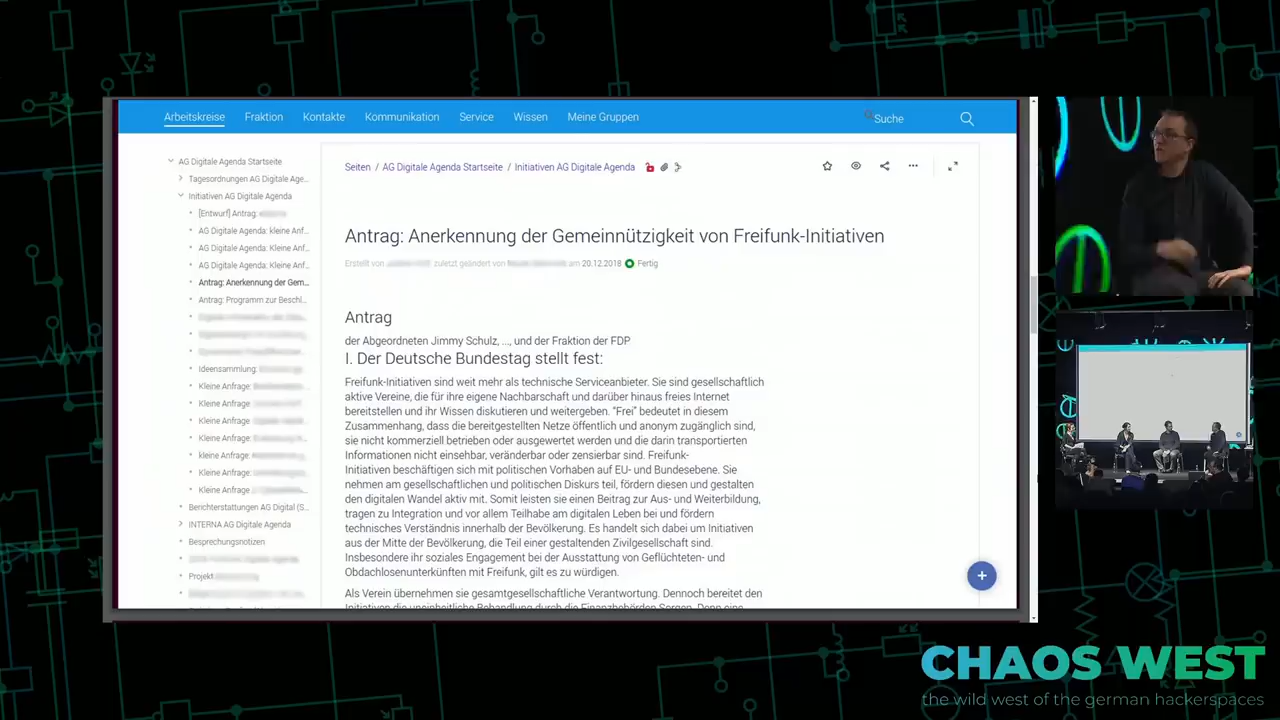 Arbeitskreise Fraktion Kontakte Kommunikation Service Wissen Meine Gruppen Suche
AG Digitale Agenda Startseite
Tagesordnungen AG Digitale Age...
Initiativen AG Digitale Agenda
[Entwurf] Antrag:
AG Digitale Agenda: kleine Anf...
AG Digitale Agenda: Kleine Anf...
AG Digitale Agenda: Kleine Anf...
Antrag: Anerkennung der Gem...
Antrag: Programm zur Beschl...
Ideensammlung:
Kleine Anfrage:
Kleine Anfrage:
Kleine Anfrage:
Kleine Anfrage:
kleine Anfrage:
Kleine Anfrage
Kleine Anfrage
Berichterstattungen AG Digital (S...
INTERNA AG Digitale Agenda
Besprechungsnotizen
Projekt
Seiten / AG Digitale Agenda Startseite / Initiativen AG Digitale Agenda
Antrag: Anerkennung der Gemeinnützigkeit von Freifunk-Initiativen
Erstellt von zuletzt geändert von am 20.12.2018 Fertig
Antrag
der Abgeordneten Jimmy Schulz, ..., und der Fraktion der FDP
I. Der Deutsche Bundestag stellt fest:
Freifunk-Initiativen sind weit mehr als technische Serviceanbieter. Sie sind gesellschaftlich
aktive Vereine, die für ihre eigene Nachbarschaft und darüber hinaus freies Internet
bereitstellen und ihr Wissen diskutieren und weitergeben. "Frei" bedeutet in diesem
Zusammenhang, dass die bereitgestellten Netze öffentlich und anonym zugänglich sind,
sie nicht kommerziell betrieben oder ausgewertet werden und die darin transportierten
Informationen nicht einsehbar, veränderbar oder zensierbar sind. Freifunk-
Initiativen beschäftigen sich mit politischen Vorhaben auf EU- und Bundesebene. Sie
nehmen am gesellschaftlichen und politischen Diskurs teil, fördern diesen und gestalten
den digitalen Wandel aktiv mit. Somit leisten sie einen Beitrag zur Aus- und Weiterbildung,
tragen zu Integration und vor allem Teilhabe am digitalen Leben bei und fördern
technisches Verständnis innerhalb der Bevölkerung. Es handelt sich dabei um Initiativen
aus der Mitte der Bevölkerung, die Teil einer gestaltenden Zivilgesellschaft sind.
Insbesondere ihr soziales Engagement bei der Ausstattung von Geflüchteten- und
Obdachlosenunterkünften mit Freifunk, gilt es zu würdigen.
Als Verein übernehmen sie gesamtgesellschaftliche Verantwortung. Dennoch bereitet den
Initiativen die uneinheitliche Behandlung durch die Finanzbehörden Sorgen. Denn eine
CHAOS WEST
the wild west of the german hackerspaces